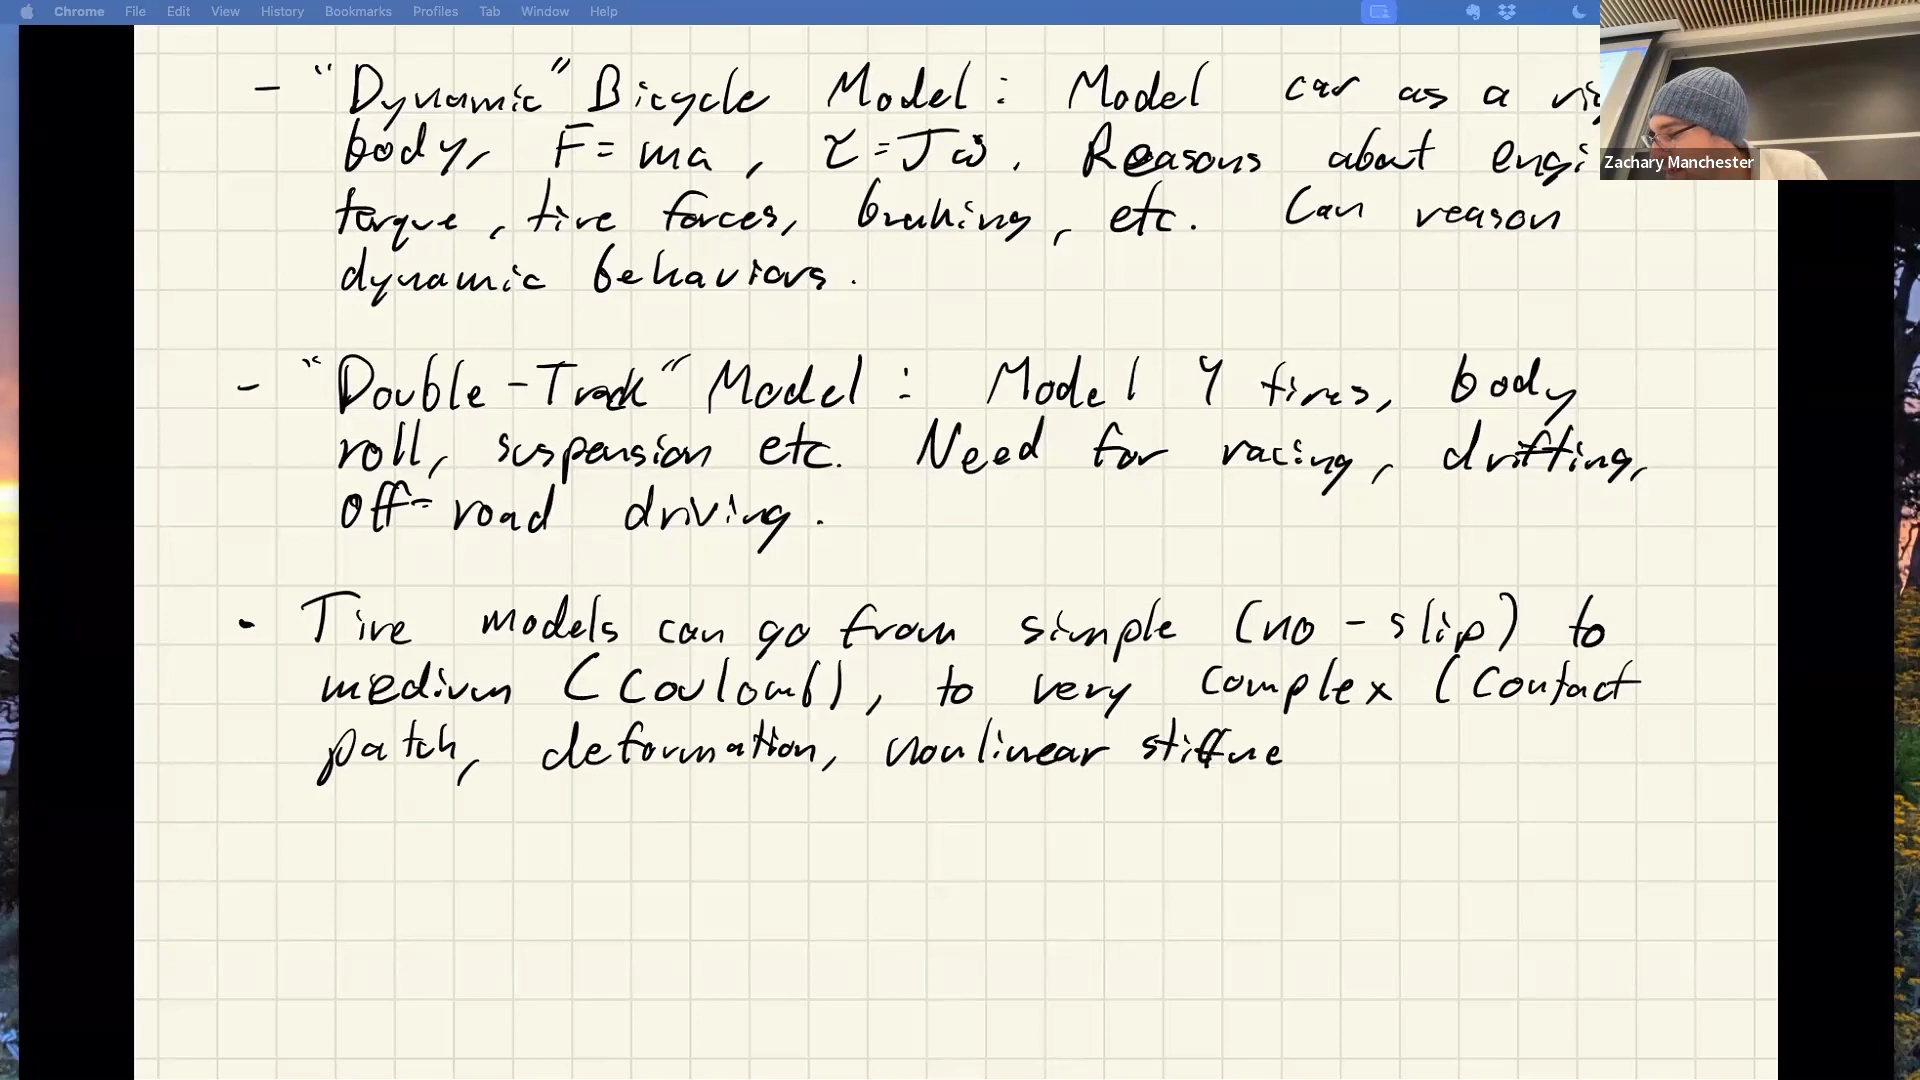 Chrome File Edit View History Bookmarks Profiles Tab Window Help
Zachary Manchester
- "Dynamic" Bicycle Model: Model car as a
body, F = ma, τ = Jω̇. Reasons about engi
torque, tire forces, braking, etc. Can reason
dynamic behaviors.
- "Double-Track" Model: Model 4 tires, body
roll, suspension etc. Need for racing, drifting,
off-road driving.
• Tire models can go from simple (no-slip) to
medium (Coulomb), to very complex (contact
patch, deformation, nonlinear stiffne